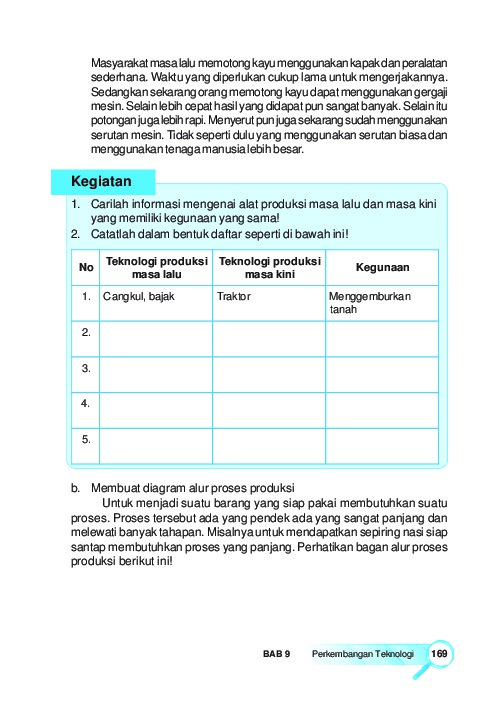 Masyarakat masa lalu memotong kayu menggunakan kapak dan peralatan
sederhana. Waktu yang diperlukan cukup lama untuk mengerjakannya.
Sedangkan sekarang orang memotong kayu dapat menggunakan gergaji
mesin. Selain lebih cepat hasil yang didapat pun sangat banyak. Selain itu
potongan juga lebih rapi. Menyerut pun juga sekarang sudah menggunakan
serutan mesin. Tidak seperti dulu yang menggunakan serutan biasa dan
menggunakan tenaga manusia lebih besar.
Kegiatan
1. Carilah informasi mengenai alat produksi masa lalu dan masa kini
yang memiliki kegunaan yang sama!
2. Catatlah dalam bentuk daftar seperti di bawah ini!
No Teknologi produksi masa lalu Teknologi produksi masa kini Kegunaan
1. Cangkul, bajak Traktor Menggemburkan
tanah
2.
3.
4.
5.
b. Membuat diagram alur proses produksi
Untuk menjadi suatu barang yang siap pakai membutuhkan suatu
proses. Proses tersebut ada yang pendek ada yang sangat panjang dan
melewati banyak tahapan. Misalnya untuk mendapatkan sepiring nasi siap
santap membutuhkan proses yang panjang. Perhatikan bagan alur proses
produksi berikut ini!
BAB 9 Perkembangan Teknologi 169